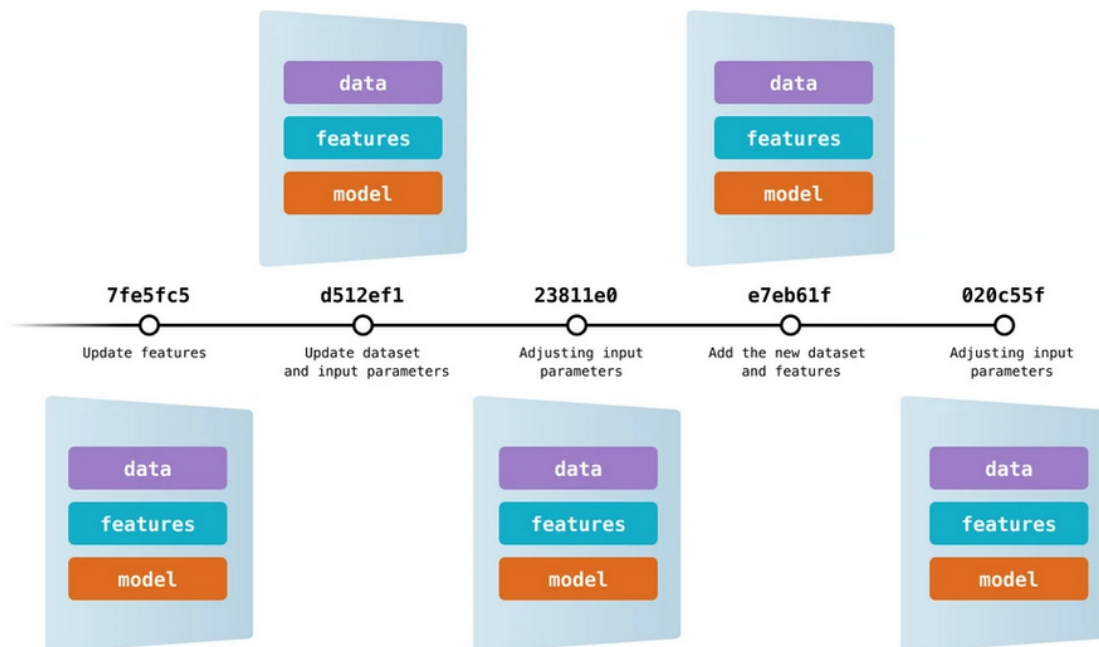 data
features
model
data
features
model
7fe5fc5
d512ef1
23811e0
e7eb61f
020c55f
Update features
Update dataset
and input parameters
Adjusting input
parameters
Add the new dataset
and features
Adjusting input
parameters
data
features
model
data
features
model
data
features
model